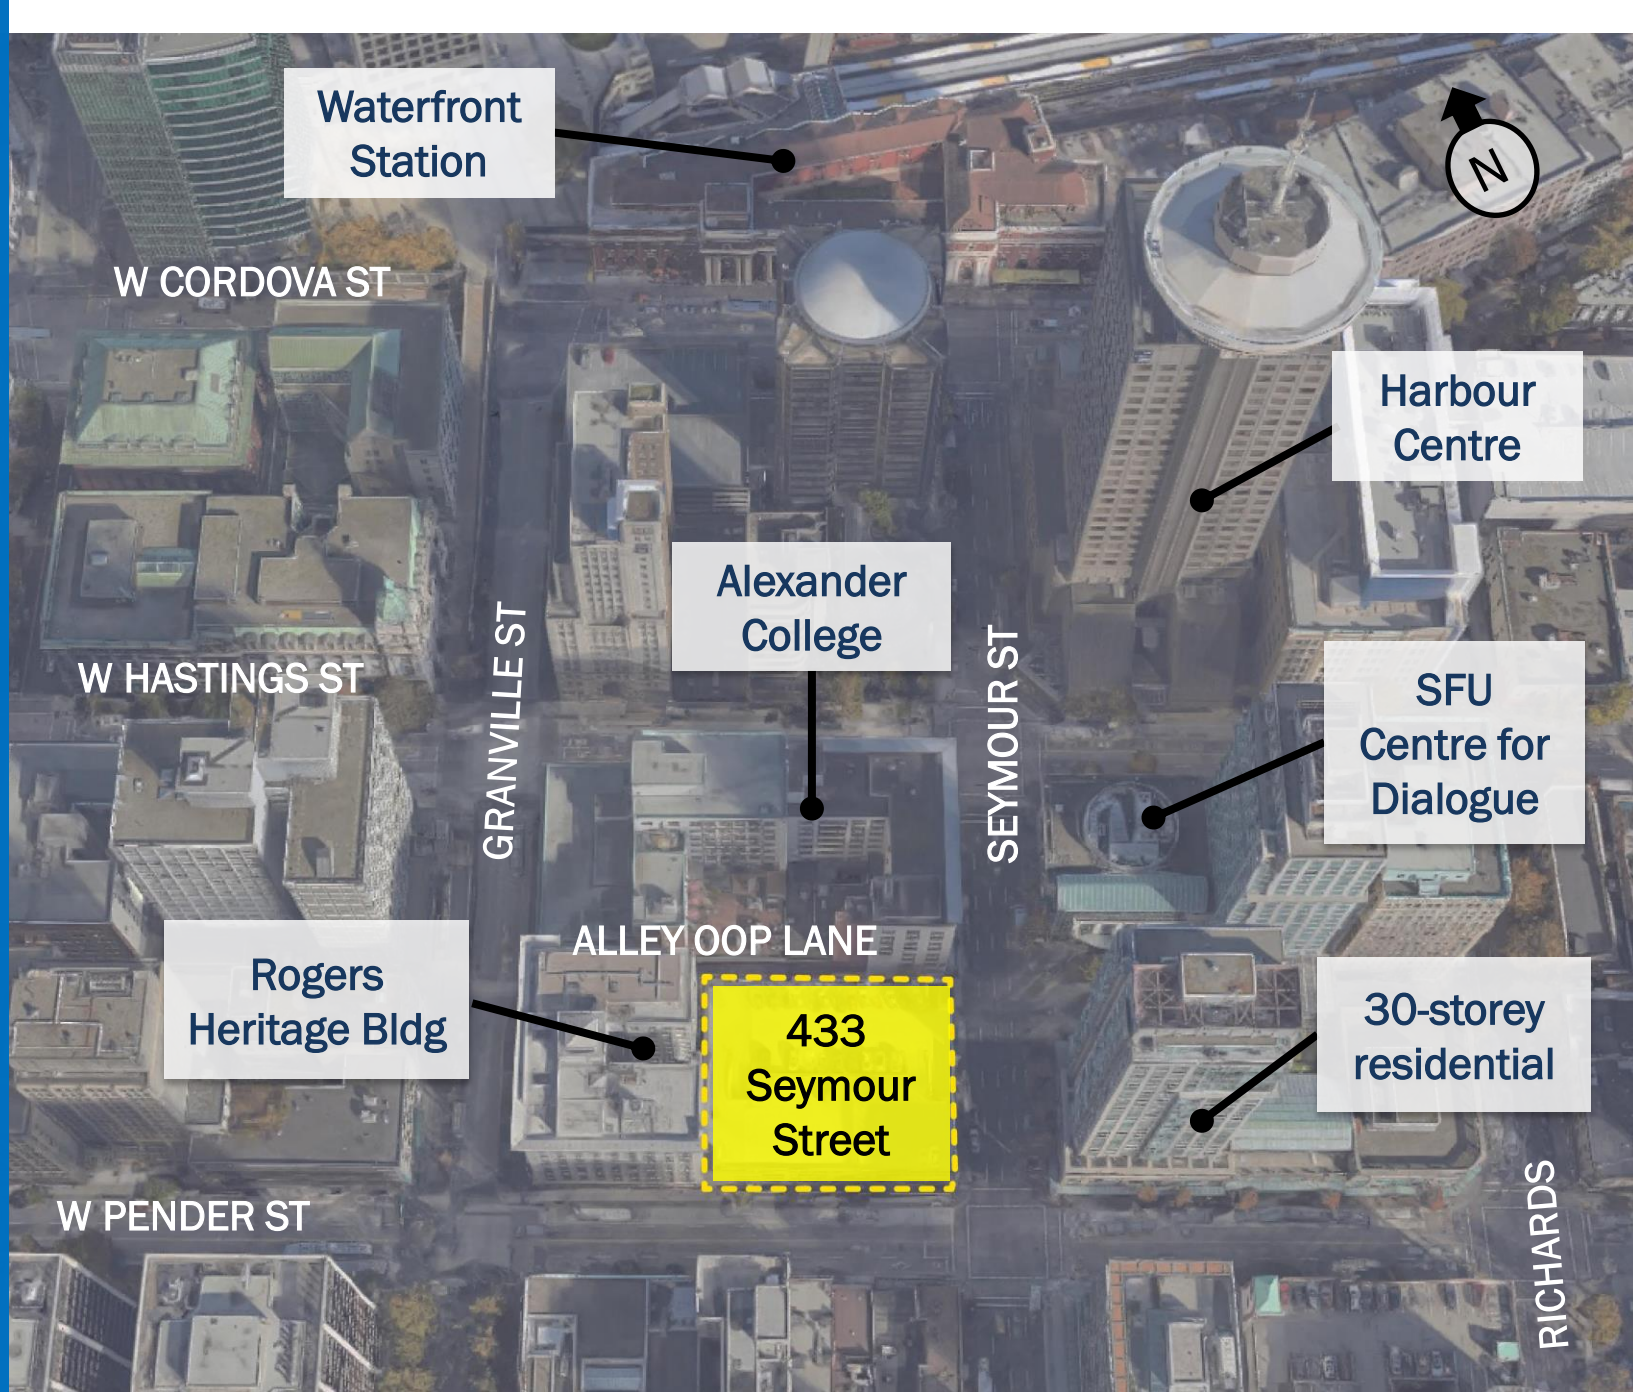 Waterfront
Station
N
W CORDOVA ST
Harbour
Centre
Alexander
College
GRANVILLE ST
SEYMOUR ST
W HASTINGS ST
SFU
Centre for
Dialogue
ALLEY OOP LANE
Rogers
Heritage Bldg
433
Seymour
Street
30-storey
residential
W PENDER ST
RICHARDS